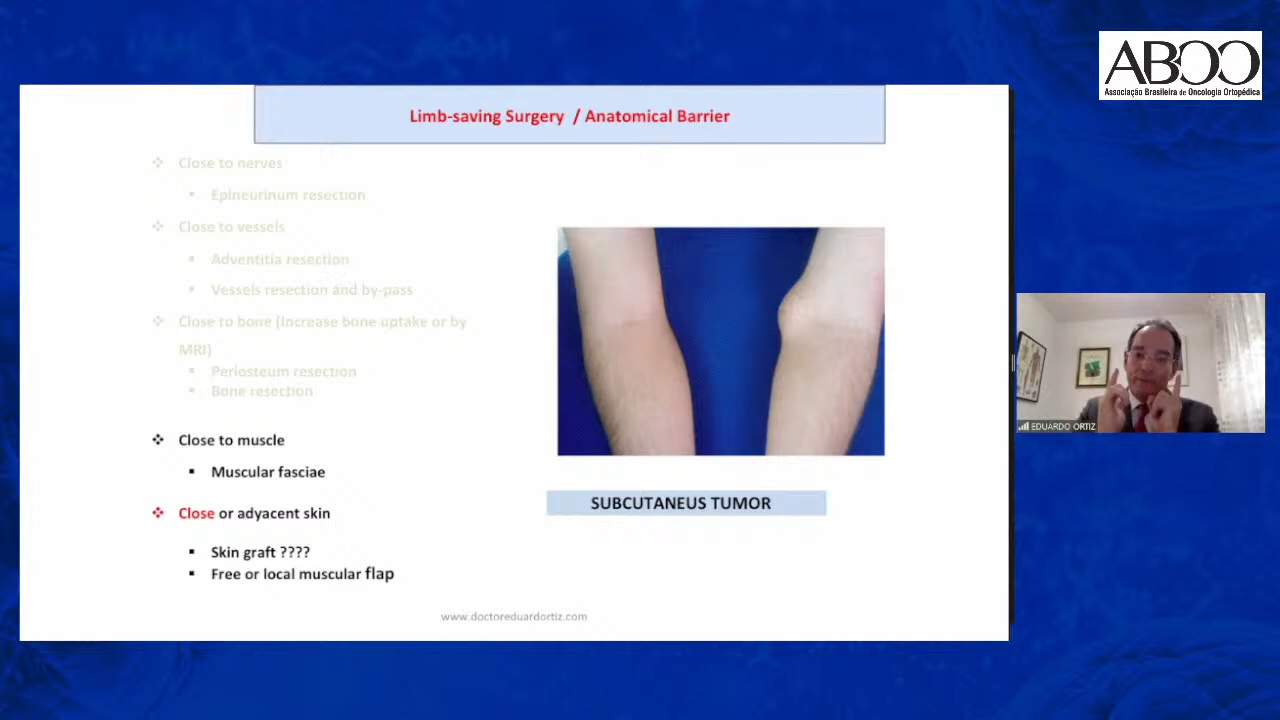 ABOO
Associação Brasileira de Oncologia Ortopédica
Limb-saving Surgery / Anatomical Barrier
Close to nerves
Epineurinum resection
Close to vessels
Adventitia resection
Vessels resection and by-pass
Close to bone (Increase bone uptake or by
MRI)
Periosteum resection
Bone resection
Close to muscle
Muscular fasciae
Close or adyacent skin
Skin graft ????
Free or local muscular flap
SUBCUTANEUS TUMOR
www.doctoreduardortiz.com
EDUARDO ORTIZ